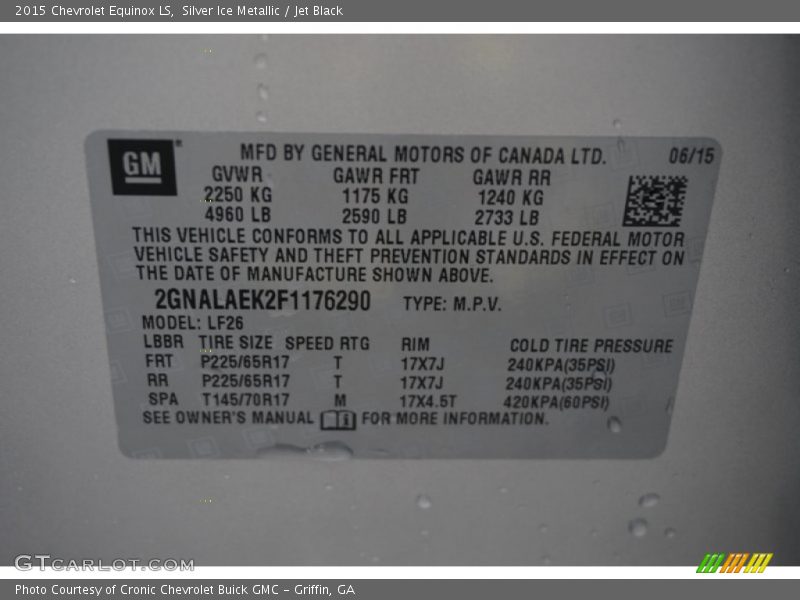 2015 Chevrolet Equinox LS,  Silver Ice Metallic / Jet Black
GM
MFD BY GENERAL MOTORS OF CANADA LTD. 06/15
GVWR GAWR FRT GAWR RR
2250 KG 1175 KG 1240 KG
4960 LB 2590 LB 2733 LB
THIS VEHICLE CONFORMS TO ALL APPLICABLE U.S. FEDERAL MOTOR
VEHICLE SAFETY AND THEFT PREVENTION STANDARDS IN EFFECT ON
THE DATE OF MANUFACTURE SHOWN ABOVE.
2GNALAEK2F1176290 TYPE: M.P.V.
MODEL: LF26
LBBR TIRE SIZE SPEED RTG RIM COLD TIRE PRESSURE
FRT P225/65R17 T 17X7J 240KPA(35PSI)
RR P225/65R17 T 17X7J 240KPA(35PSI)
SPA T145/70R17 M 17X4.5T 420KPA(60PSI)
SEE OWNER'S MANUAL FOR MORE INFORMATION.
GTCARLOT.COM
Photo Courtesy of Cronic Chevrolet Buick GMC – Griffin, GA